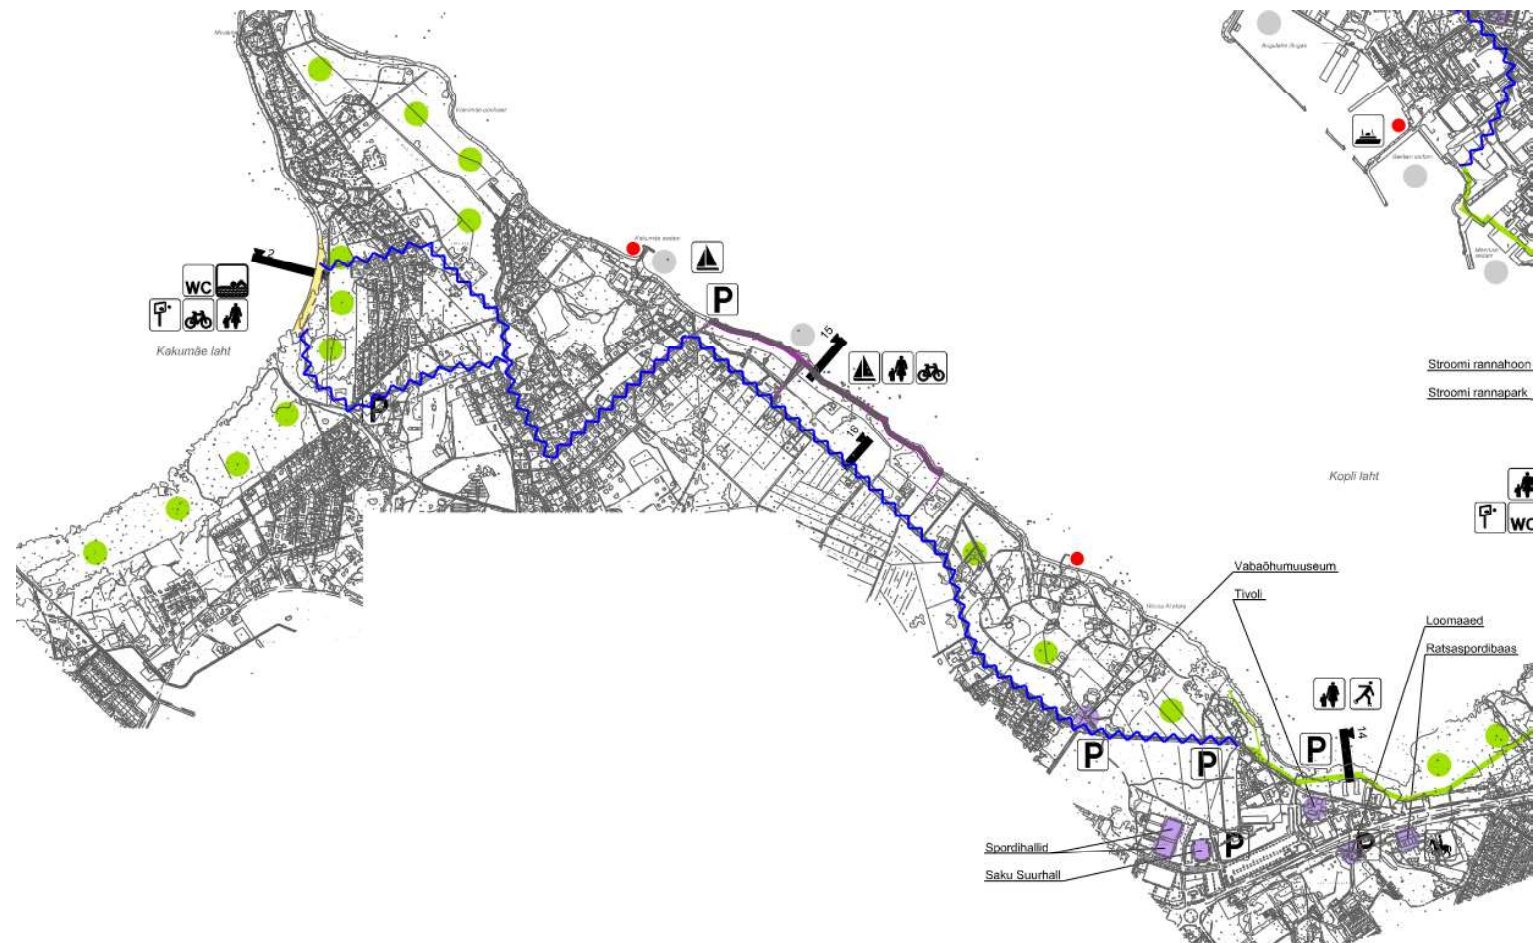 2
WC
Kakumäe laht
P
P
15
16
Stroomi rannahoon
Stroomi rannapark
Kopli laht
WC
Vabaõhumuuseum
Tivoli
Loomaaed
Ratsaspordibaas
14
P
P
P
P
P
Spordihallid
Saku Suurhall